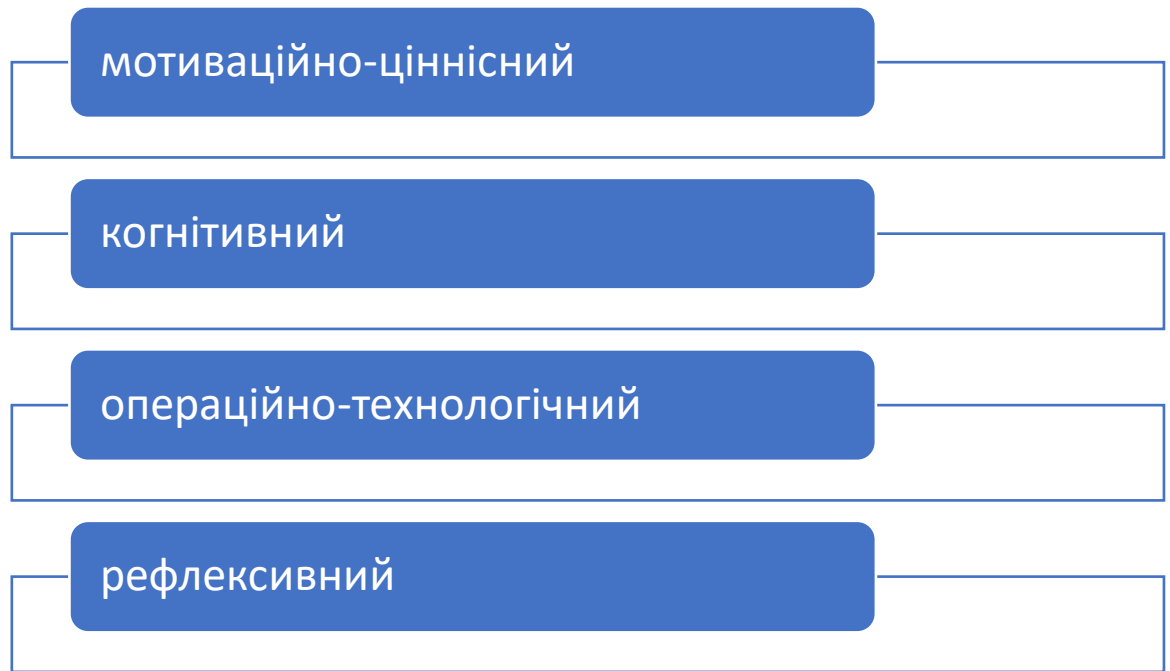 мотиваційно-ціннісний
когнітивний
операційно-технологічний
рефлексивний